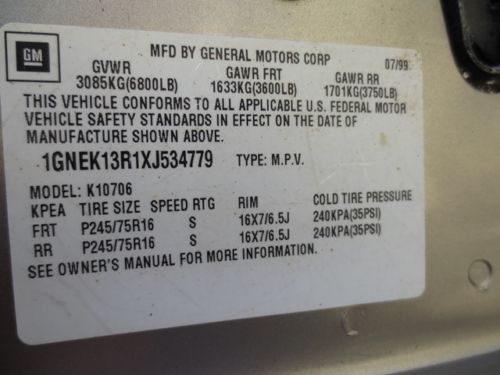 GM
MFD BY GENERAL MOTORS CORP 07/99
GVWR GAWR FRT GAWR RR
3085KG(6800LB) 1633KG(3600LB) 1701KG(3750LB)
THIS VEHICLE CONFORMS TO ALL APPLICABLE U.S. FEDERAL MOTOR
VEHICLE SAFETY STANDARDS IN EFFECT ON THE DATE OF
MANUFACTURE SHOWN ABOVE.
1GNEK13R1XJ534779 TYPE: M.P.V.
MODEL: K10706
KPEA TIRE SIZE SPEED RTG RIM COLD TIRE PRESSURE
FRT P245/75R16 S 16X7/6.5J 240KPA(35PSI)
RR P245/75R16 S 16X7/6.5J 240KPA(35PSI)
SEE OWNER'S MANUAL FOR MORE INFORMATION.